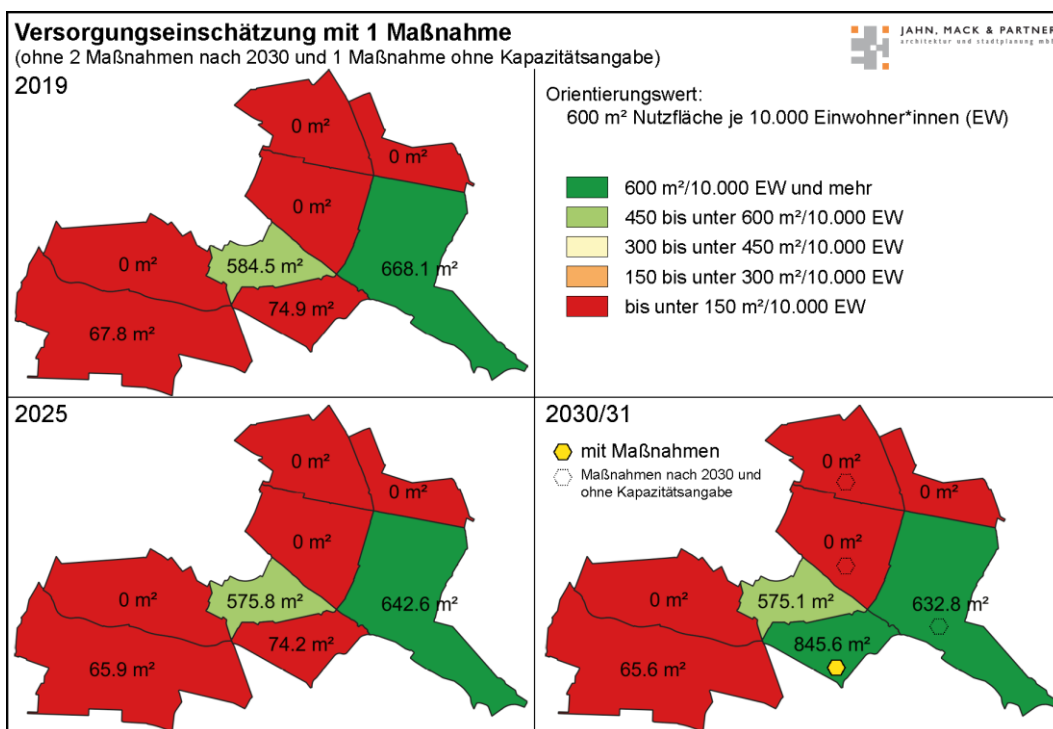 Versorgungseinschätzung mit 1 Maßnahme
(ohne 2 Maßnahmen nach 2030 und 1 Maßnahme ohne Kapazitätsangabe)
JAHN, MACK & PARTNER
architektur und stadtplanung mbB
2019
0 m²
0 m²
0 m²
0 m²
584.5 m²
668.1 m²
74.9 m²
67.8 m²
Orientierungswert:
600 m² Nutzfläche je 10.000 Einwohner*innen (EW)
600 m²/10.000 EW und mehr
450 bis unter 600 m²/10.000 EW
300 bis unter 450 m²/10.000 EW
150 bis unter 300 m²/10.000 EW
bis unter 150 m²/10.000 EW
2025
0 m²
0 m²
0 m²
0 m²
575.8 m²
642.6 m²
74.2 m²
65.9 m²
2030/31
mit Maßnahmen
Maßnahmen nach 2030 und
ohne Kapazitätsangabe
0 m²
0 m²
0 m²
0 m²
575.1 m²
632.8 m²
845.6 m²
65.6 m²